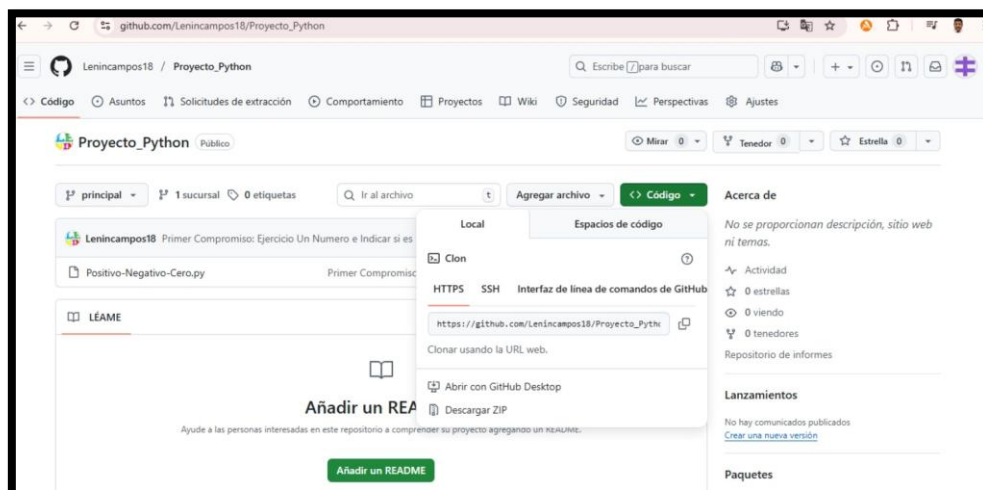 github.com/Lenincampos18/Proyecto_Python
Lenincampos18 / Proyecto_Python
Escribe / para buscar
<> Código Asuntos Solicitudes de extracción Comportamiento Proyectos Wiki Seguridad Perspectivas Ajustes
Proyecto_Python Público
Mirar 0 Tenedor 0 Estrella 0
principal 1 sucursal 0 etiquetas Ir al archivo t Agregar archivo <> Código
Acerca de
No se proporcionan descripción, sitio web
ni temas.
Actividad
0 estrellas
0 viendo
0 tenedores
Repositorio de informes
Lanzamientos
No hay comunicados publicados
Crear una nueva versión
Paquetes
Lenincampos18 Primer Compromiso: Ejercicio Un Numero e Indicar si es
Positivo-Negativo-Cero.py Primer Compromiso
LÉAME
Añadir un REA
Ayude a las personas interesadas en este repositorio a comprender su proyecto agregando un README.
Añadir un README
Local Espacios de código
Clon
HTTPS SSH Interfaz de línea de comandos de GitHub
https://github.com/Lenincampos18/Proyecto_Pytho
Clonar usando la URL web.
Abrir con GitHub Desktop
Descargar ZIP